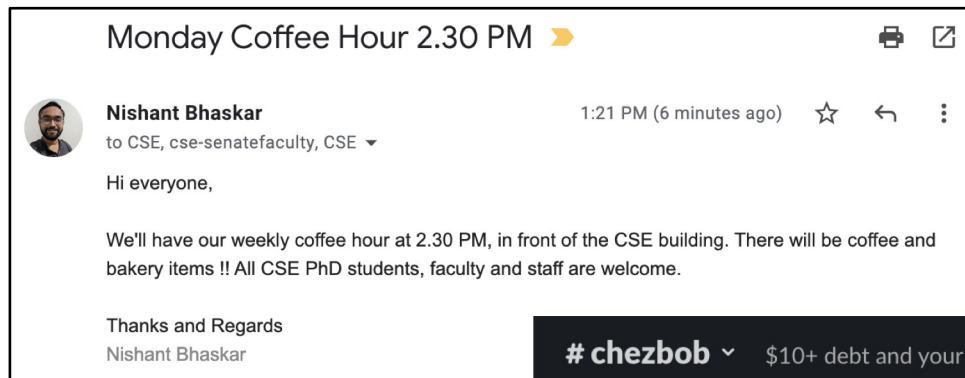 Monday Coffee Hour 2.30 PM
Nishant Bhaskar
1:21 PM (6 minutes ago)
to CSE, cse-senatefaculty, CSE
Hi everyone,
We'll have our weekly coffee hour at 2.30 PM, in front of the CSE building. There will be coffee and
bakery items !! All CSE PhD students, faculty and staff are welcome.
Thanks and Regards
Nishant Bhaskar
# chezbob
$10+ debt and your